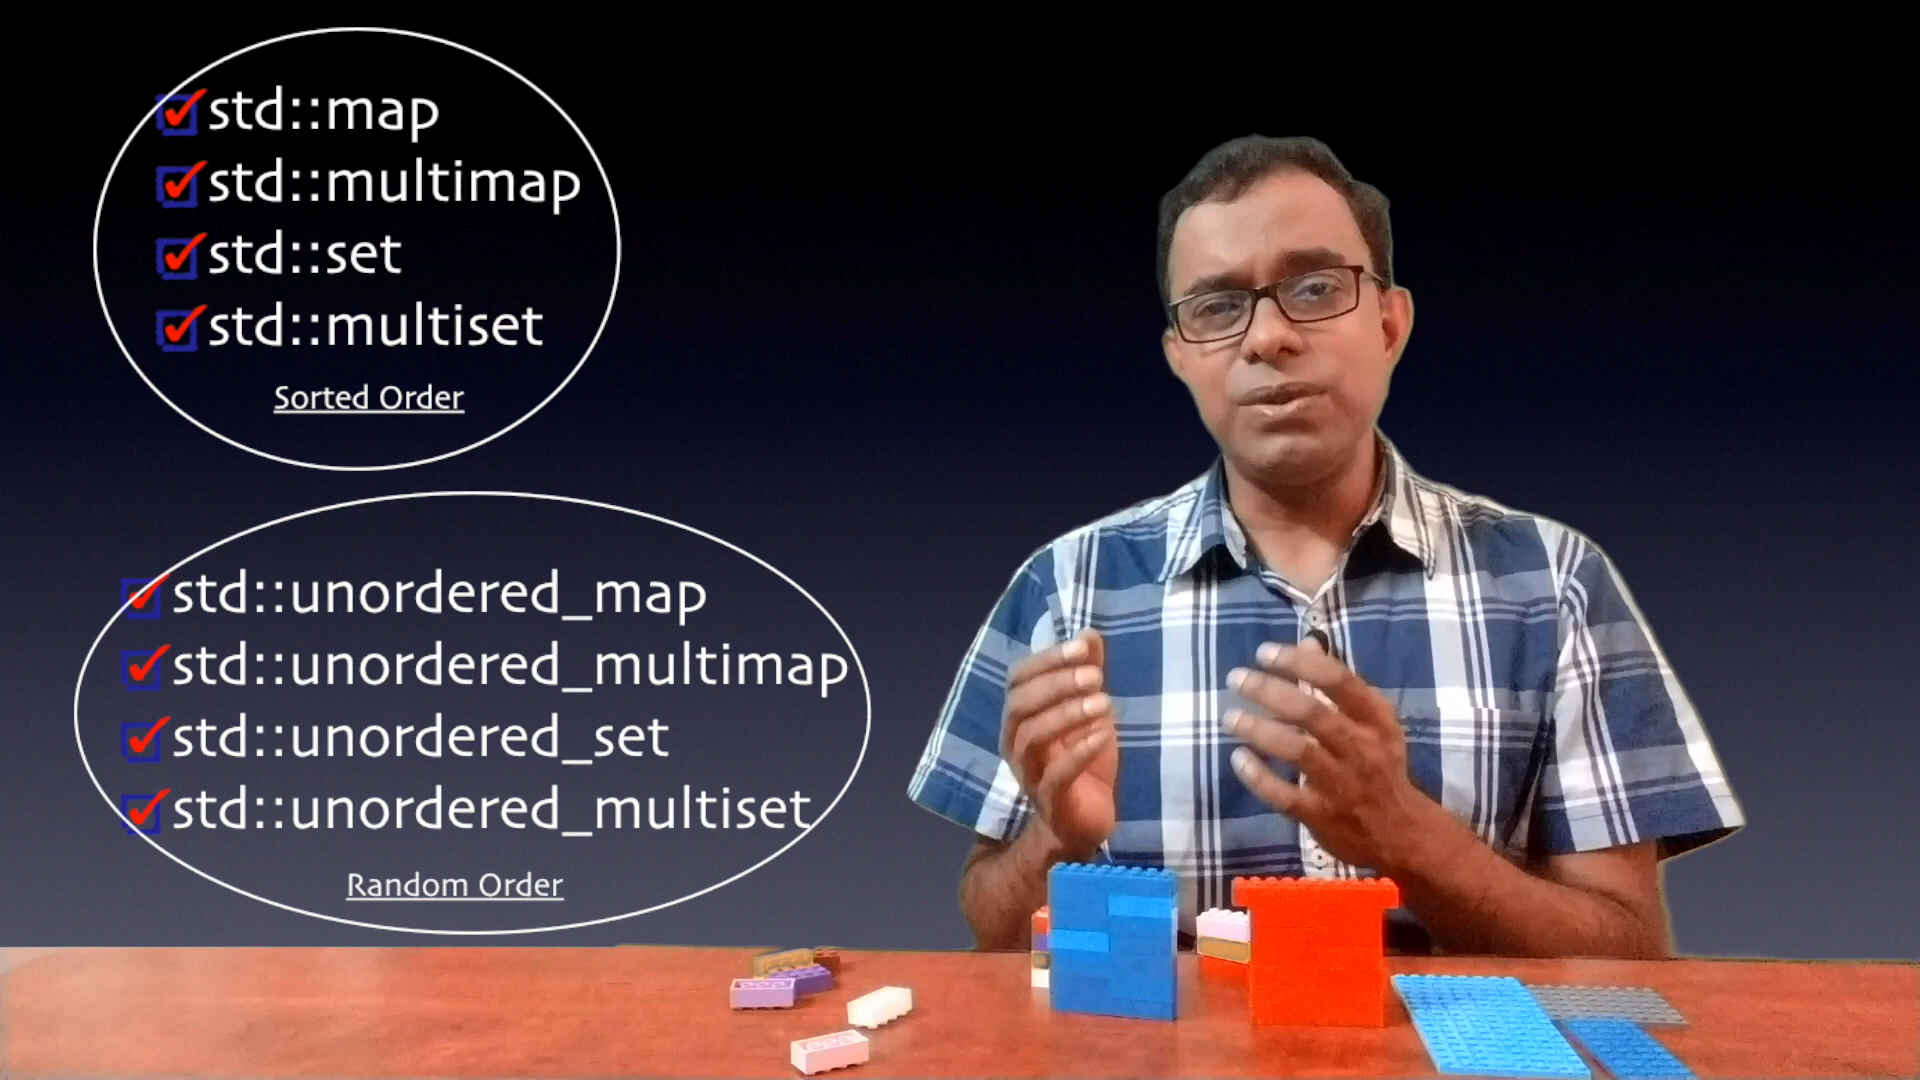 std::map
std::multimap
std::set
std::multiset
Sorted Order
std::unordered_map
std::unordered_multimap
std::unordered_set
std::unordered_multiset
Random Order